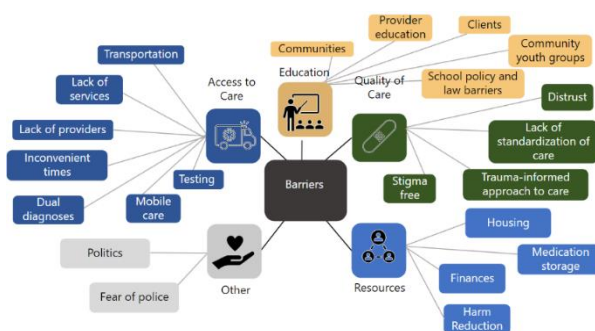 Transportation
Access to
Care
Lack of
services
Lack of providers
Inconvenient
times
Dual
diagnoses
Mobile
care
Testing
Communities
Education
Provider
education
Clients
Community
youth groups
School policy and
law barriers
Quality of
Care
Distrust
Lack of
standardization of
care
Trauma-informed
approach to care
Stigma
free
Barriers
Politics
Fear of police
Other
Resources
Housing
Medication
storage
Finances
Harm
Reduction